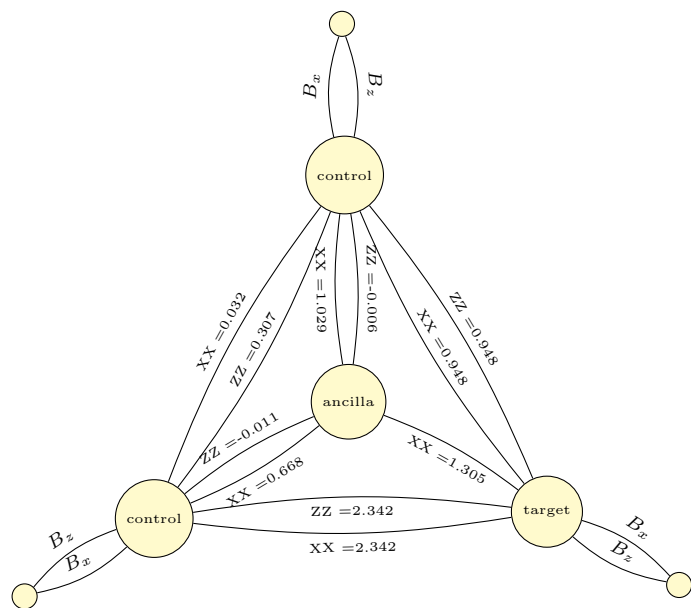 B_x
B_z
control
XX =0.032
ZZ =0.307
XX =1.029
ZZ =-0.006
XX =0.948
ZZ =0.948
ancilla
ZZ =-0.011
XX =0.668
XX =1.305
control
ZZ =2.342
XX =2.342
target
B_z
B_x
B_x
B_z